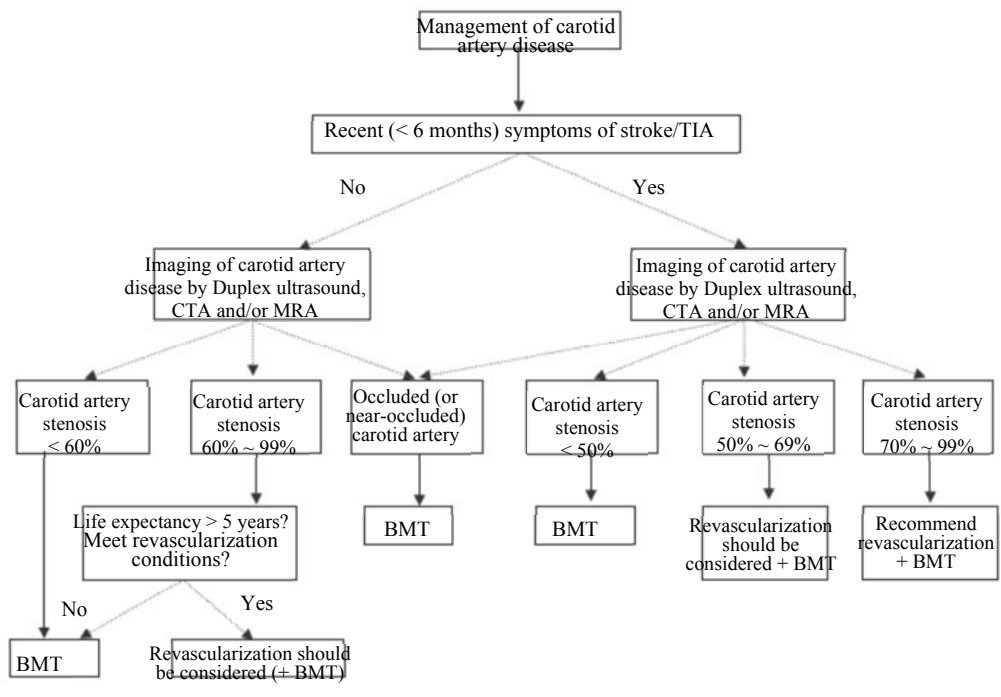 Management of carotid
artery disease
Recent (< 6 months) symptoms of stroke/TIA
No
Yes
Imaging of carotid artery
disease by Duplex ultrasound,
CTA and/or MRA
Imaging of carotid artery
disease by Duplex ultrasound,
CTA and/or MRA
Carotid artery
stenosis
< 60%
Carotid artery
stenosis
60% ~ 99%
Occluded (or
near-occluded)
carotid artery
Carotid artery
stenosis
< 50%
Carotid artery
stenosis
50% ~ 69%
Carotid artery
stenosis
70% ~ 99%
Life expectancy > 5 years?
Meet revascularization
conditions?
BMT
BMT
Revascularization
should be
considered + BMT
Recommend
revascularization
+ BMT
No
Yes
BMT
Revascularization should
be considered (+ BMT)